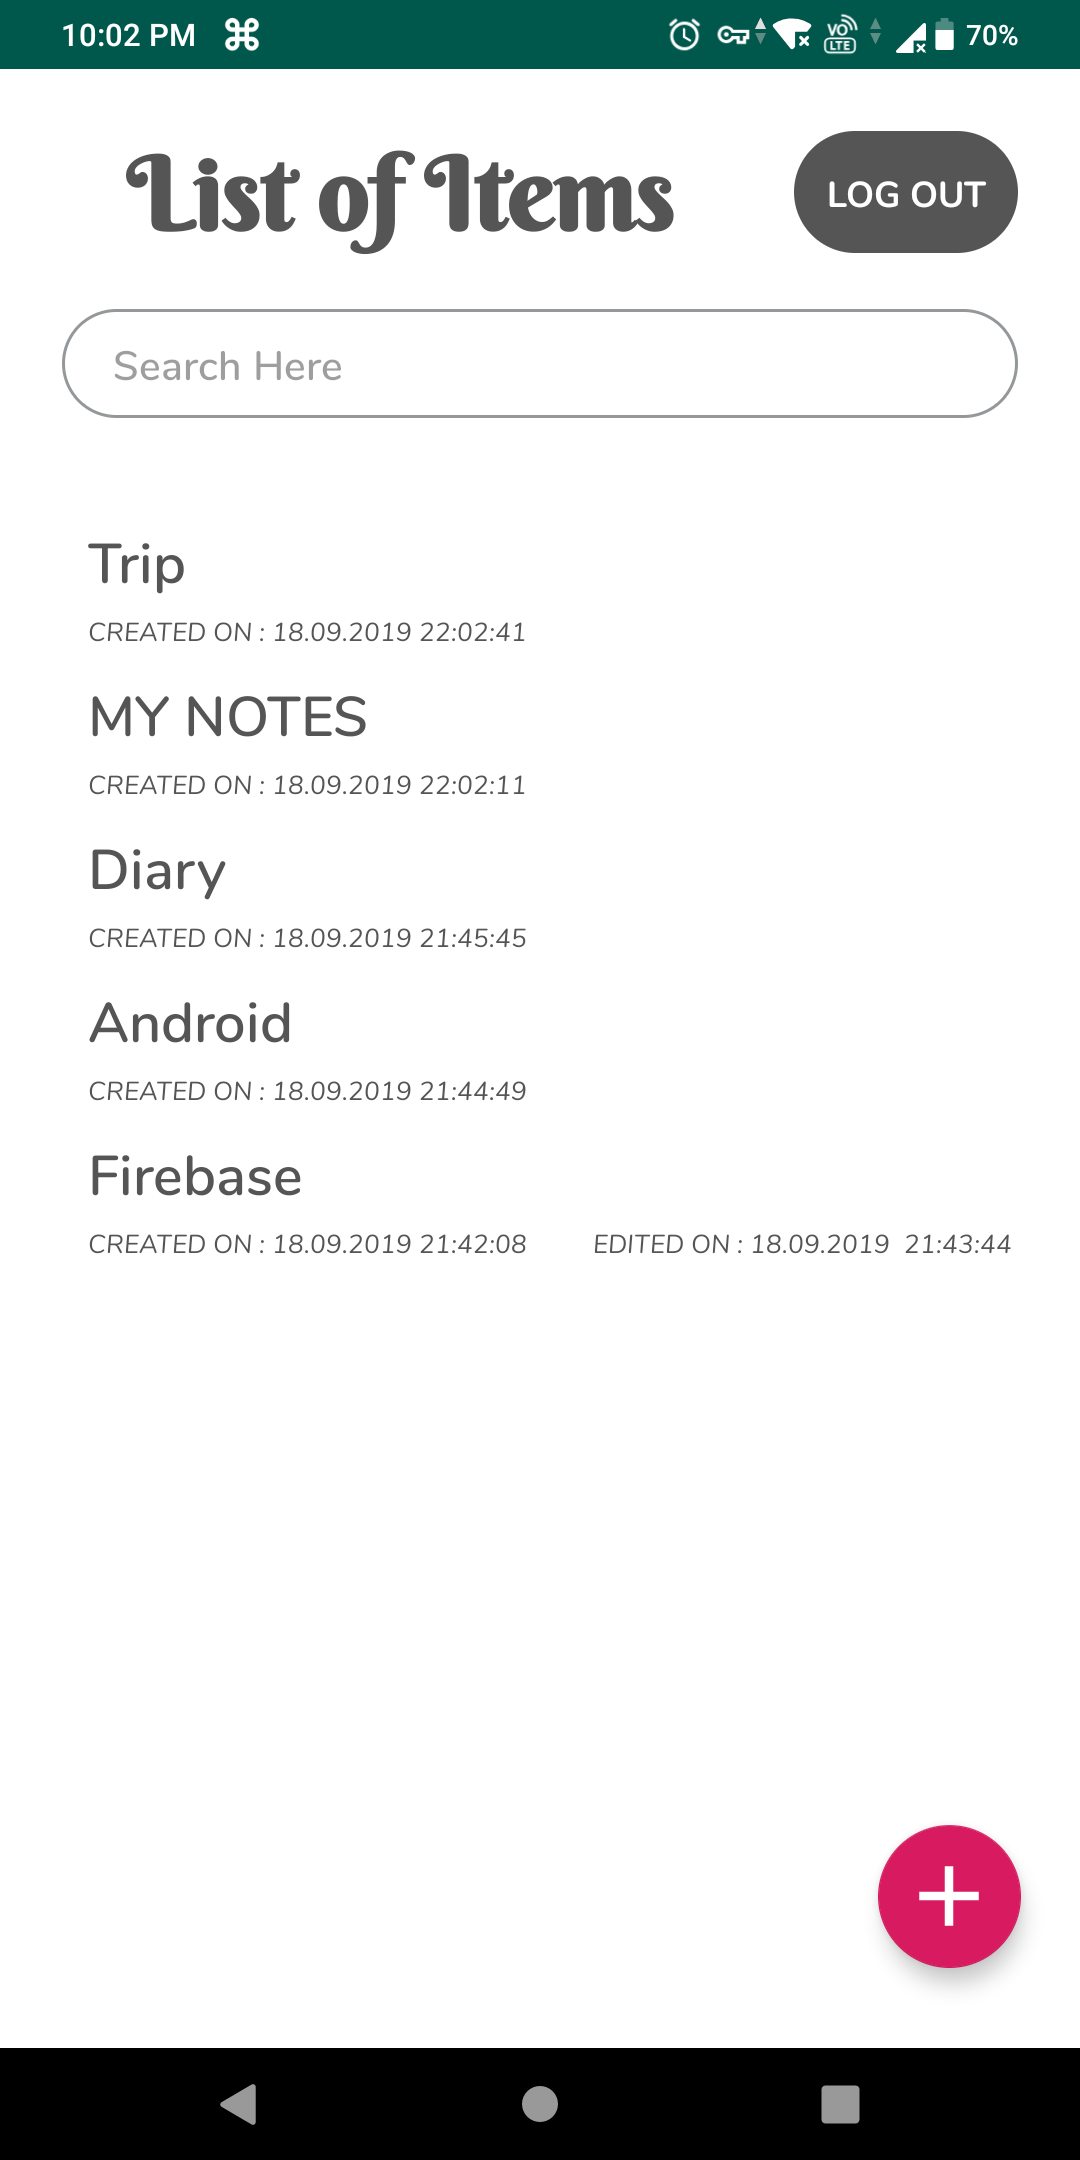 10:02 PM
VO LTE
70%
List of Items
LOG OUT
Search Here
Trip
CREATED ON : 18.09.2019 22:02:41
MY NOTES
CREATED ON : 18.09.2019 22:02:11
Diary
CREATED ON : 18.09.2019 21:45:45
Android
CREATED ON : 18.09.2019 21:44:49
Firebase
CREATED ON : 18.09.2019 21:42:08 EDITED ON : 18.09.2019 21:43:44